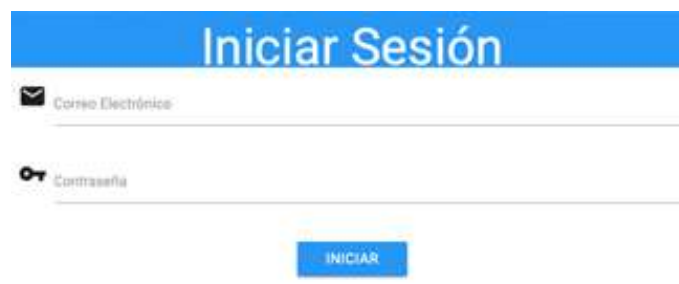 Iniciar Sesión
Correo Electrónico
Contraseña
INICIAR